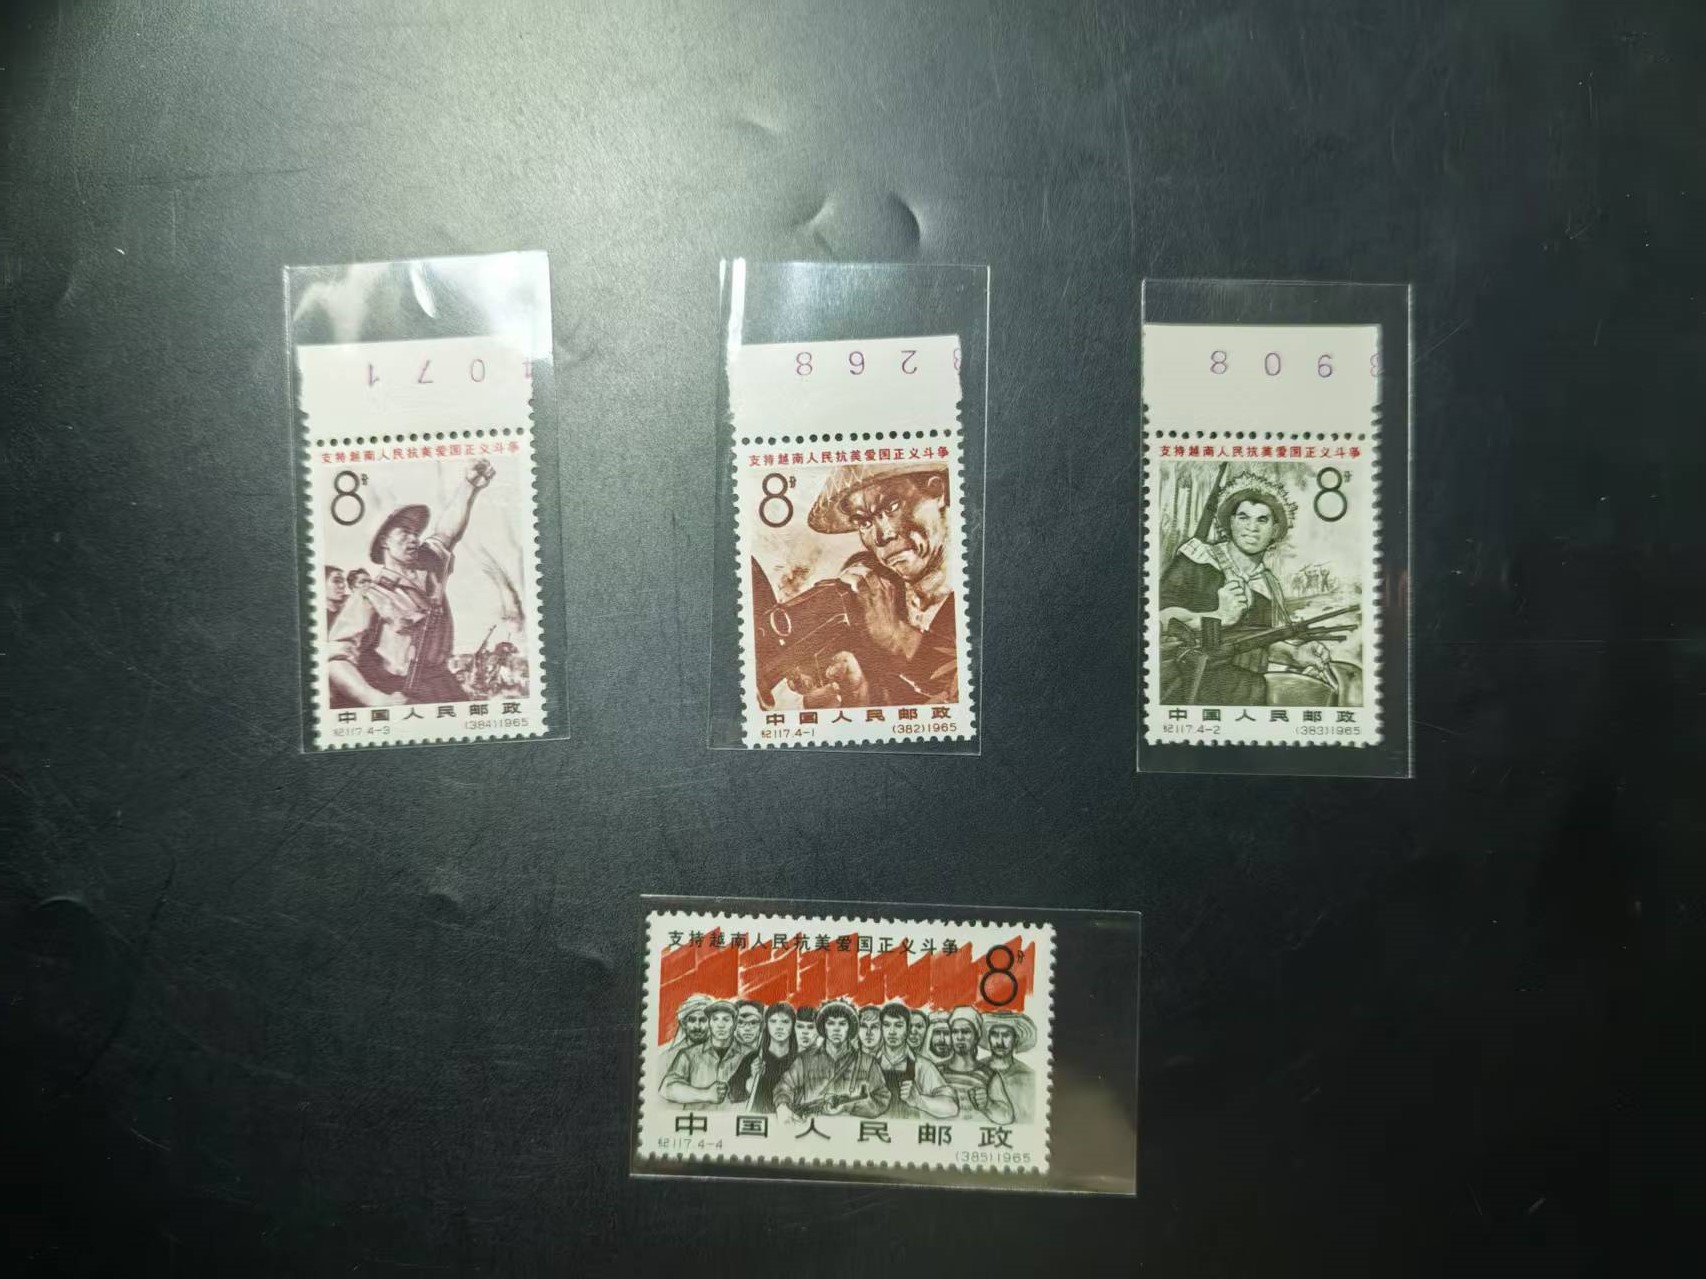 1071
支持越南人民抗美爱国正义斗争
8分
中国人民邮政
纪117.4-3 (384)1965
8268
支持越南人民抗美爱国正义斗争
8分
中国人民邮政
纪117.4-1 (382)1965
8908
支持越南人民抗美爱国正义斗争
8分
中国人民邮政
纪117.4-2 (383)1965
支持越南人民抗美爱国正义斗争
8分
中国人民邮政
纪117.4-4 (385)1965